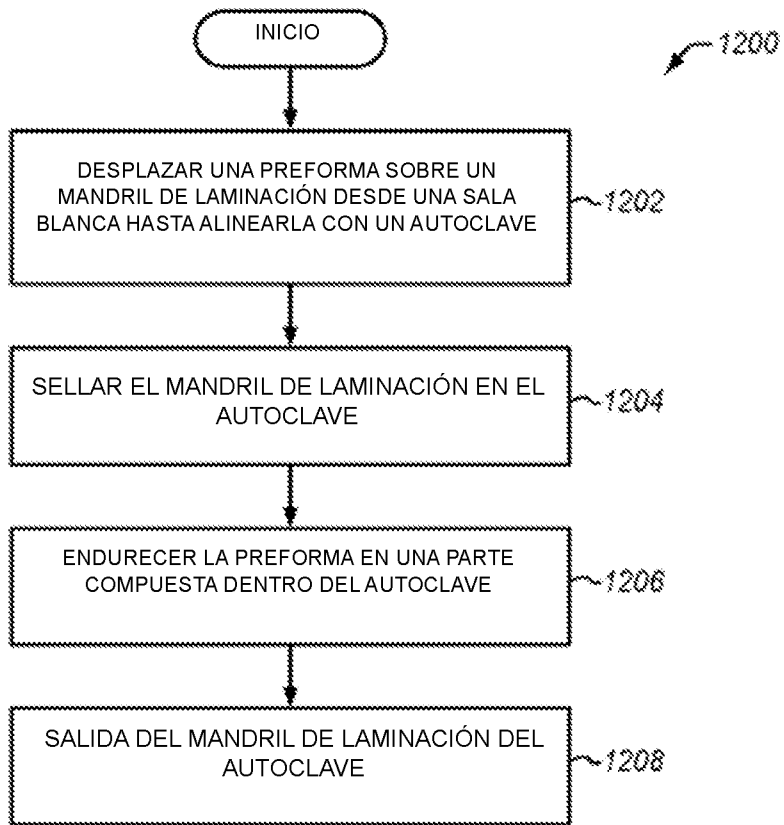 INICIO
1200
DESPLAZAR UNA PREFORMA SOBRE UN
MANDRIL DE LAMINACIÓN DESDE UNA SALA
BLANCA HASTA ALINEARLA CON UN AUTOCLAVE
1202
SELLAR EL MANDRIL DE LAMINACIÓN EN EL
AUTOCLAVE
1204
ENDURECER LA PREFORMA EN UNA PARTE
COMPUESTA DENTRO DEL AUTOCLAVE
1206
SALIDA DEL MANDRIL DE LAMINACIÓN DEL
AUTOCLAVE
1208